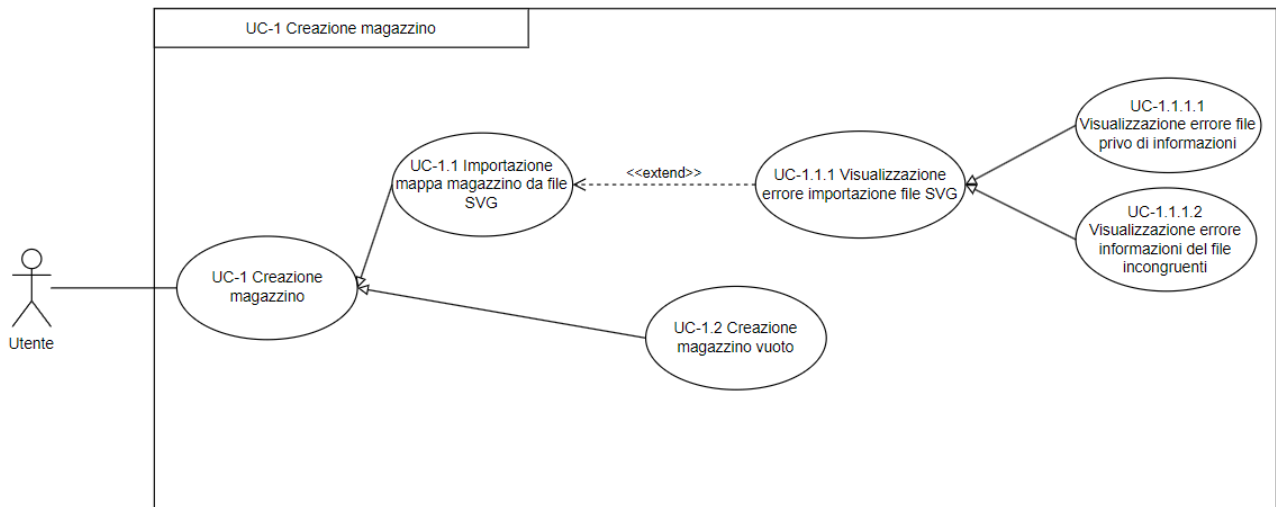 UC-1 Creazione magazzino
UC-1.1.1.1
Visualizzazione errore file
privo di informazioni
UC-1.1 Importazione
mappa magazzino da file
SVG
<<extend>>
UC-1.1.1 Visualizzazione
errore importazione file SVG
UC-1.1.1.2
Visualizzazione errore
informazioni del file
incongruenti
UC-1 Creazione
magazzino
UC-1.2 Creazione
magazzino vuoto
Utente